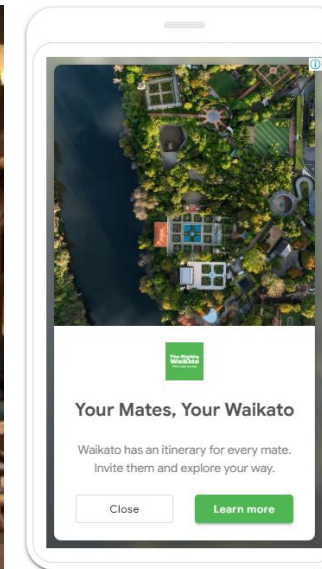 The Mighty
Waikato
Your Mates, Your Waikato
Waikato has an itinerary for every mate.
Invite them and explore your way.
Close
Learn more